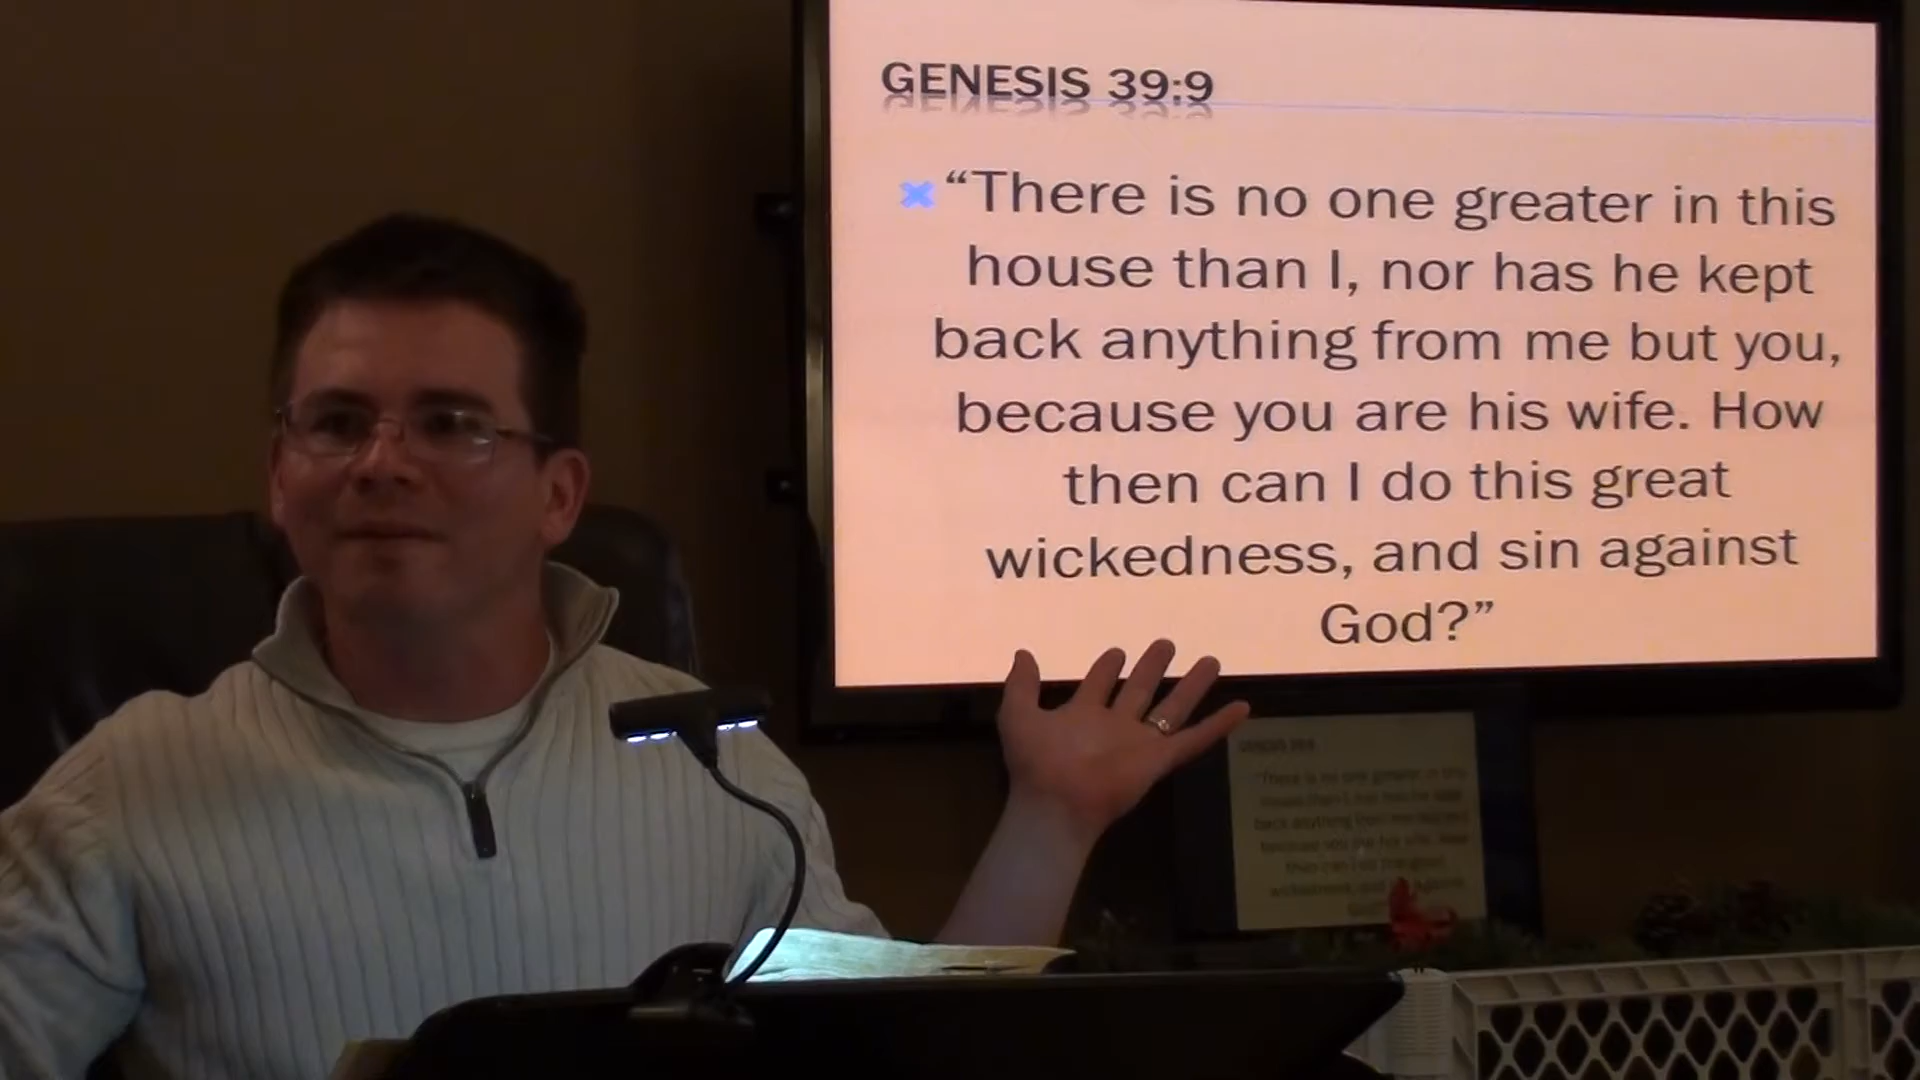 GENESIS 39:9
“There is no one greater in this
house than I, nor has he kept
back anything from me but you,
because you are his wife. How
then can I do this great
wickedness, and sin against
God?”